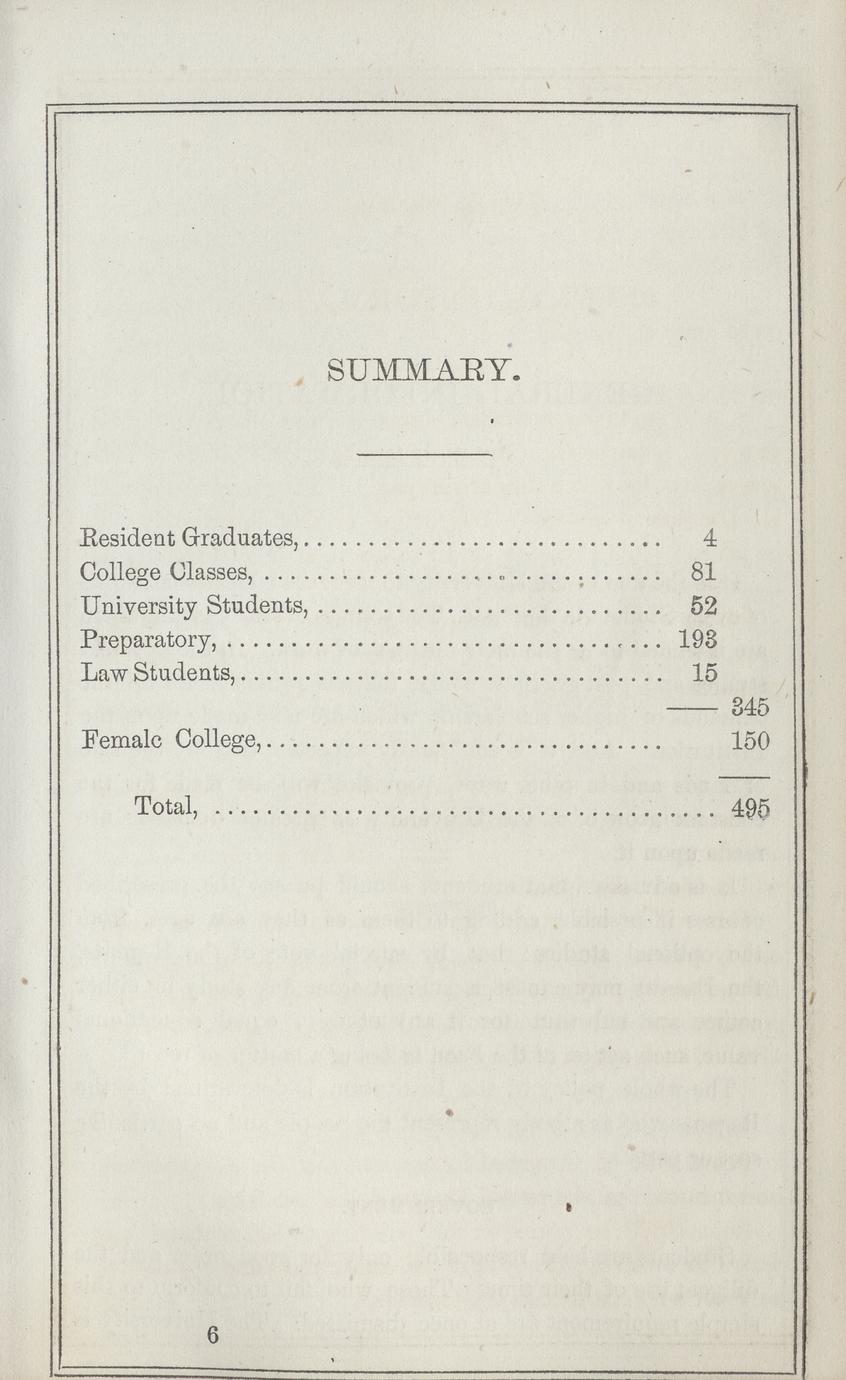 SUMMARY.
Resident Graduates,.............................. 4
College Classes, ............................... 81
University Students, ........................... 52
Preparatory, .................................. 193
Law Students,................................. 15
345
Female College,............................... 150
Total, ....................................... 495
6